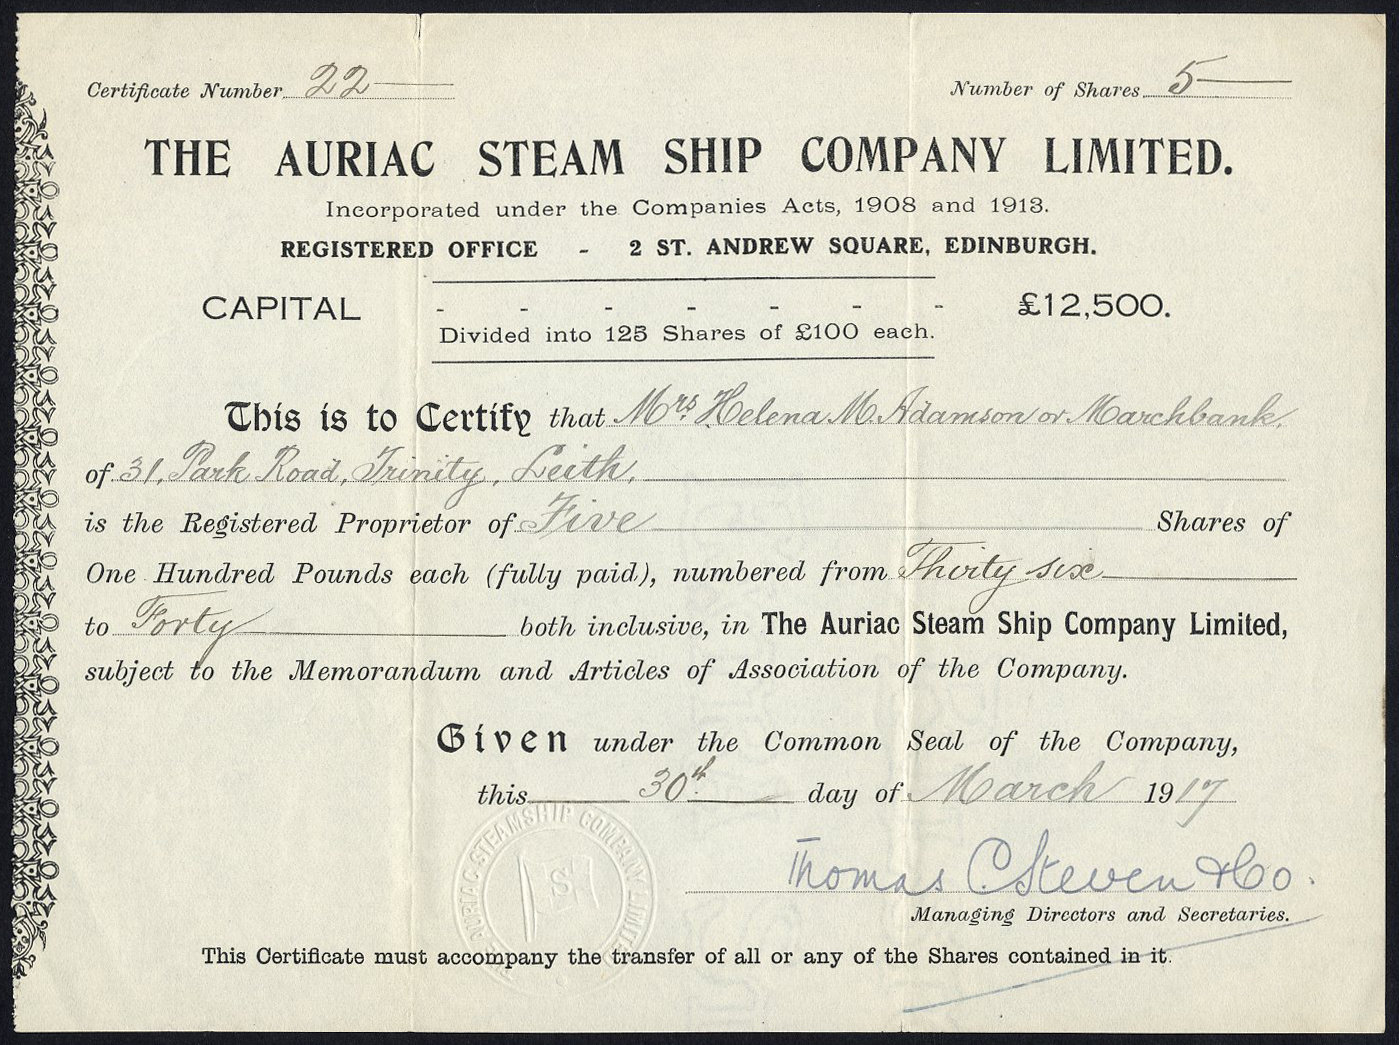 Certificate Number 22
Number of Shares 5
THE AURIAC STEAM SHIP COMPANY LIMITED.
Incorporated under the Companies Acts, 1908 and 1913.
REGISTERED OFFICE - 2 ST. ANDREW SQUARE, EDINBURGH.
CAPITAL - - - - - - - £12,500.
Divided into 125 Shares of £100 each.
This is to Certify that Mrs. Helena M. Adamson or Marchbank,
of 31, Park Road, Trinity, Leith,
is the Registered Proprietor of Five Shares of
One Hundred Pounds each (fully paid), numbered from Thirty six
to Forty both inclusive, in The Auriac Steam Ship Company Limited,
subject to the Memorandum and Articles of Association of the Company.
Given under the Common Seal of the Company,
this 30th day of March 1917
THE AURIAC STEAMSHIP COMPANY LIMITED
S
Thomas C. Steven & Co.
Managing Directors and Secretaries.
This Certificate must accompany the transfer of all or any of the Shares contained in it.